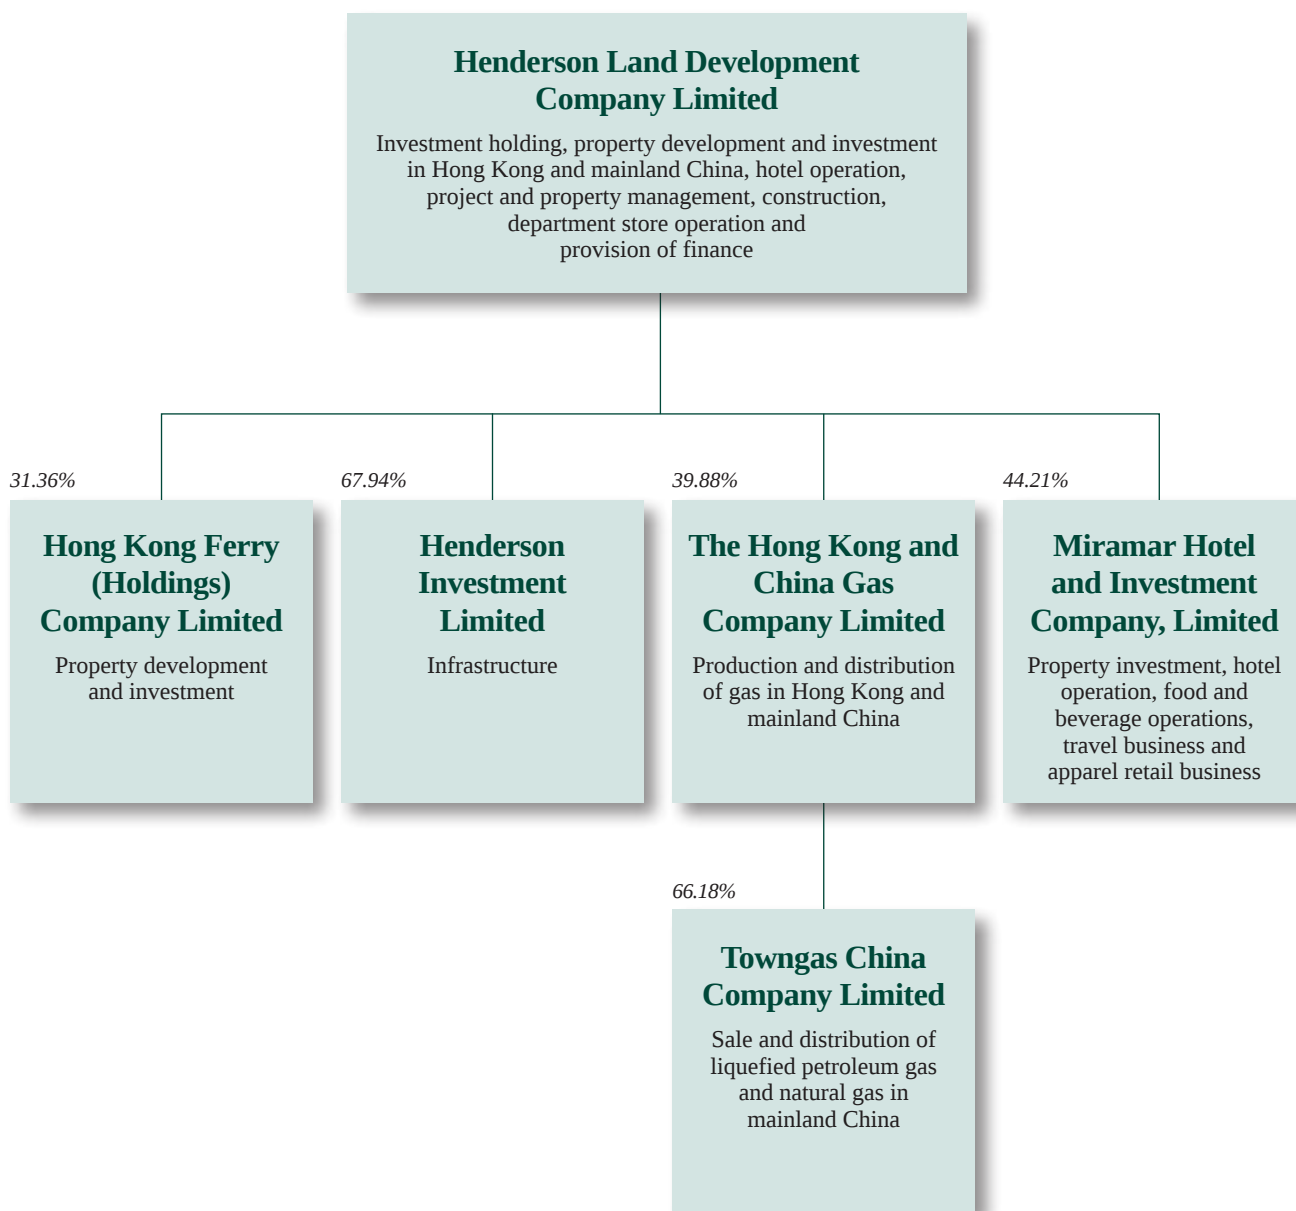 Henderson Land Development
Company Limited
Investment holding, property development and investment
in Hong Kong and mainland China, hotel operation,
project and property management, construction,
department store operation and
provision of finance
31.36%
Hong Kong Ferry
(Holdings)
Company Limited
Property development
and investment
67.94%
Henderson
Investment
Limited
Infrastructure
39.88%
The Hong Kong and
China Gas
Company Limited
Production and distribution
of gas in Hong Kong and
mainland China
44.21%
Miramar Hotel
and Investment
Company, Limited
Property investment, hotel
operation, food and
beverage operations,
travel business and
apparel retail business
66.18%
Towngas China
Company Limited
Sale and distribution of
liquefied petroleum gas
and natural gas in
mainland China